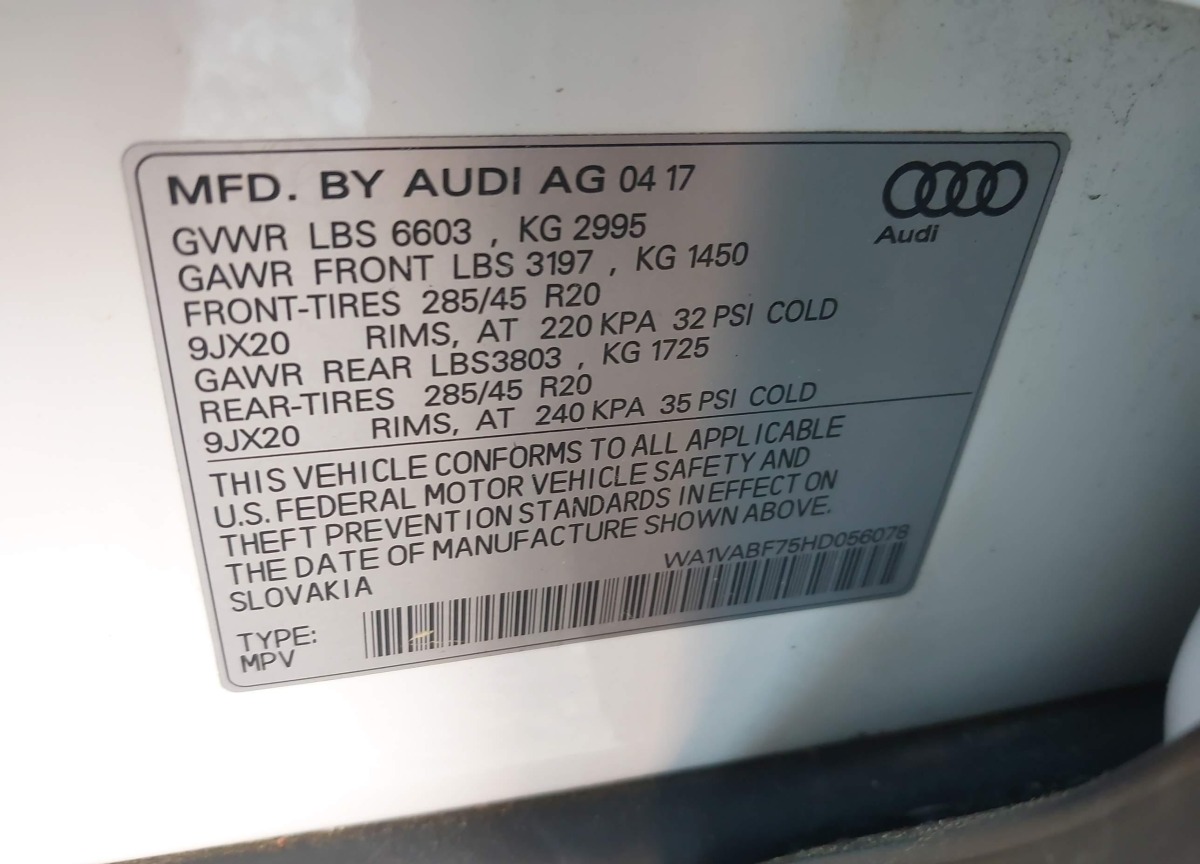 MFD. BY AUDI AG 04 17
Audi
GVWR LBS 6603 , KG 2995
GAWR FRONT LBS 3197 , KG 1450
FRONT-TIRES 285/45 R20
9JX20 RIMS, AT 220 KPA 32 PSI COLD
GAWR REAR LBS3803 , KG 1725
REAR-TIRES 285/45 R20
9JX20 RIMS, AT 240 KPA 35 PSI COLD
THIS VEHICLE CONFORMS TO ALL APPLICABLE
U.S. FEDERAL MOTOR VEHICLE SAFETY AND
THEFT PREVENTION STANDARDS IN EFFECT ON
THE DATE OF MANUFACTURE SHOWN ABOVE.
SLOVAKIA
WA1VABF75HD056078
TYPE:
MPV